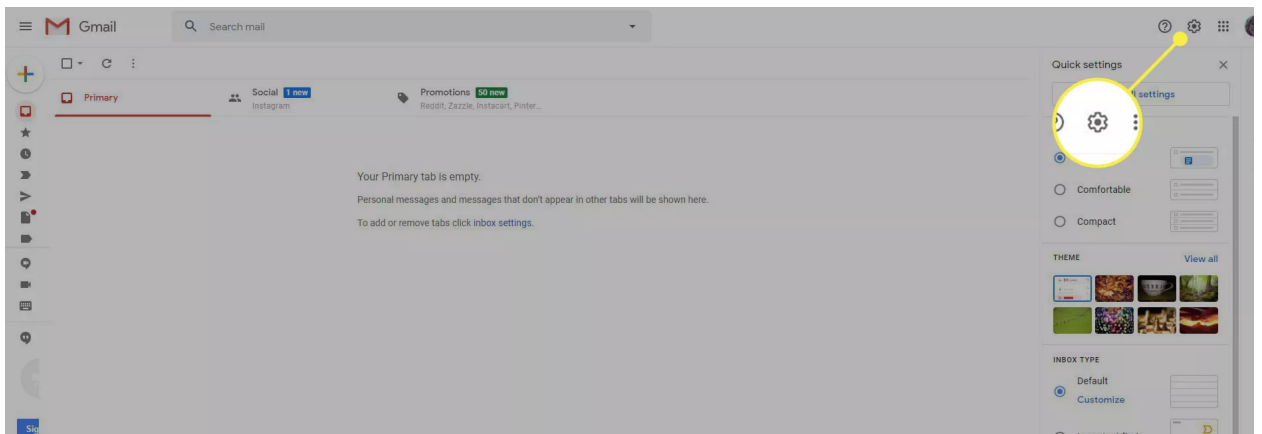 Gmail
Search mail
Quick settings
settings
Primary
Social 1 new
Instagram
Promotions 50 new
Reddit, Zazzle, Instacart, Pinter...
Your Primary tab is empty.
Personal messages and messages that don't appear in other tabs will be shown here.
To add or remove tabs click inbox settings.
Comfortable
Compact
THEME
View all
INBOX TYPE
Default
Customize